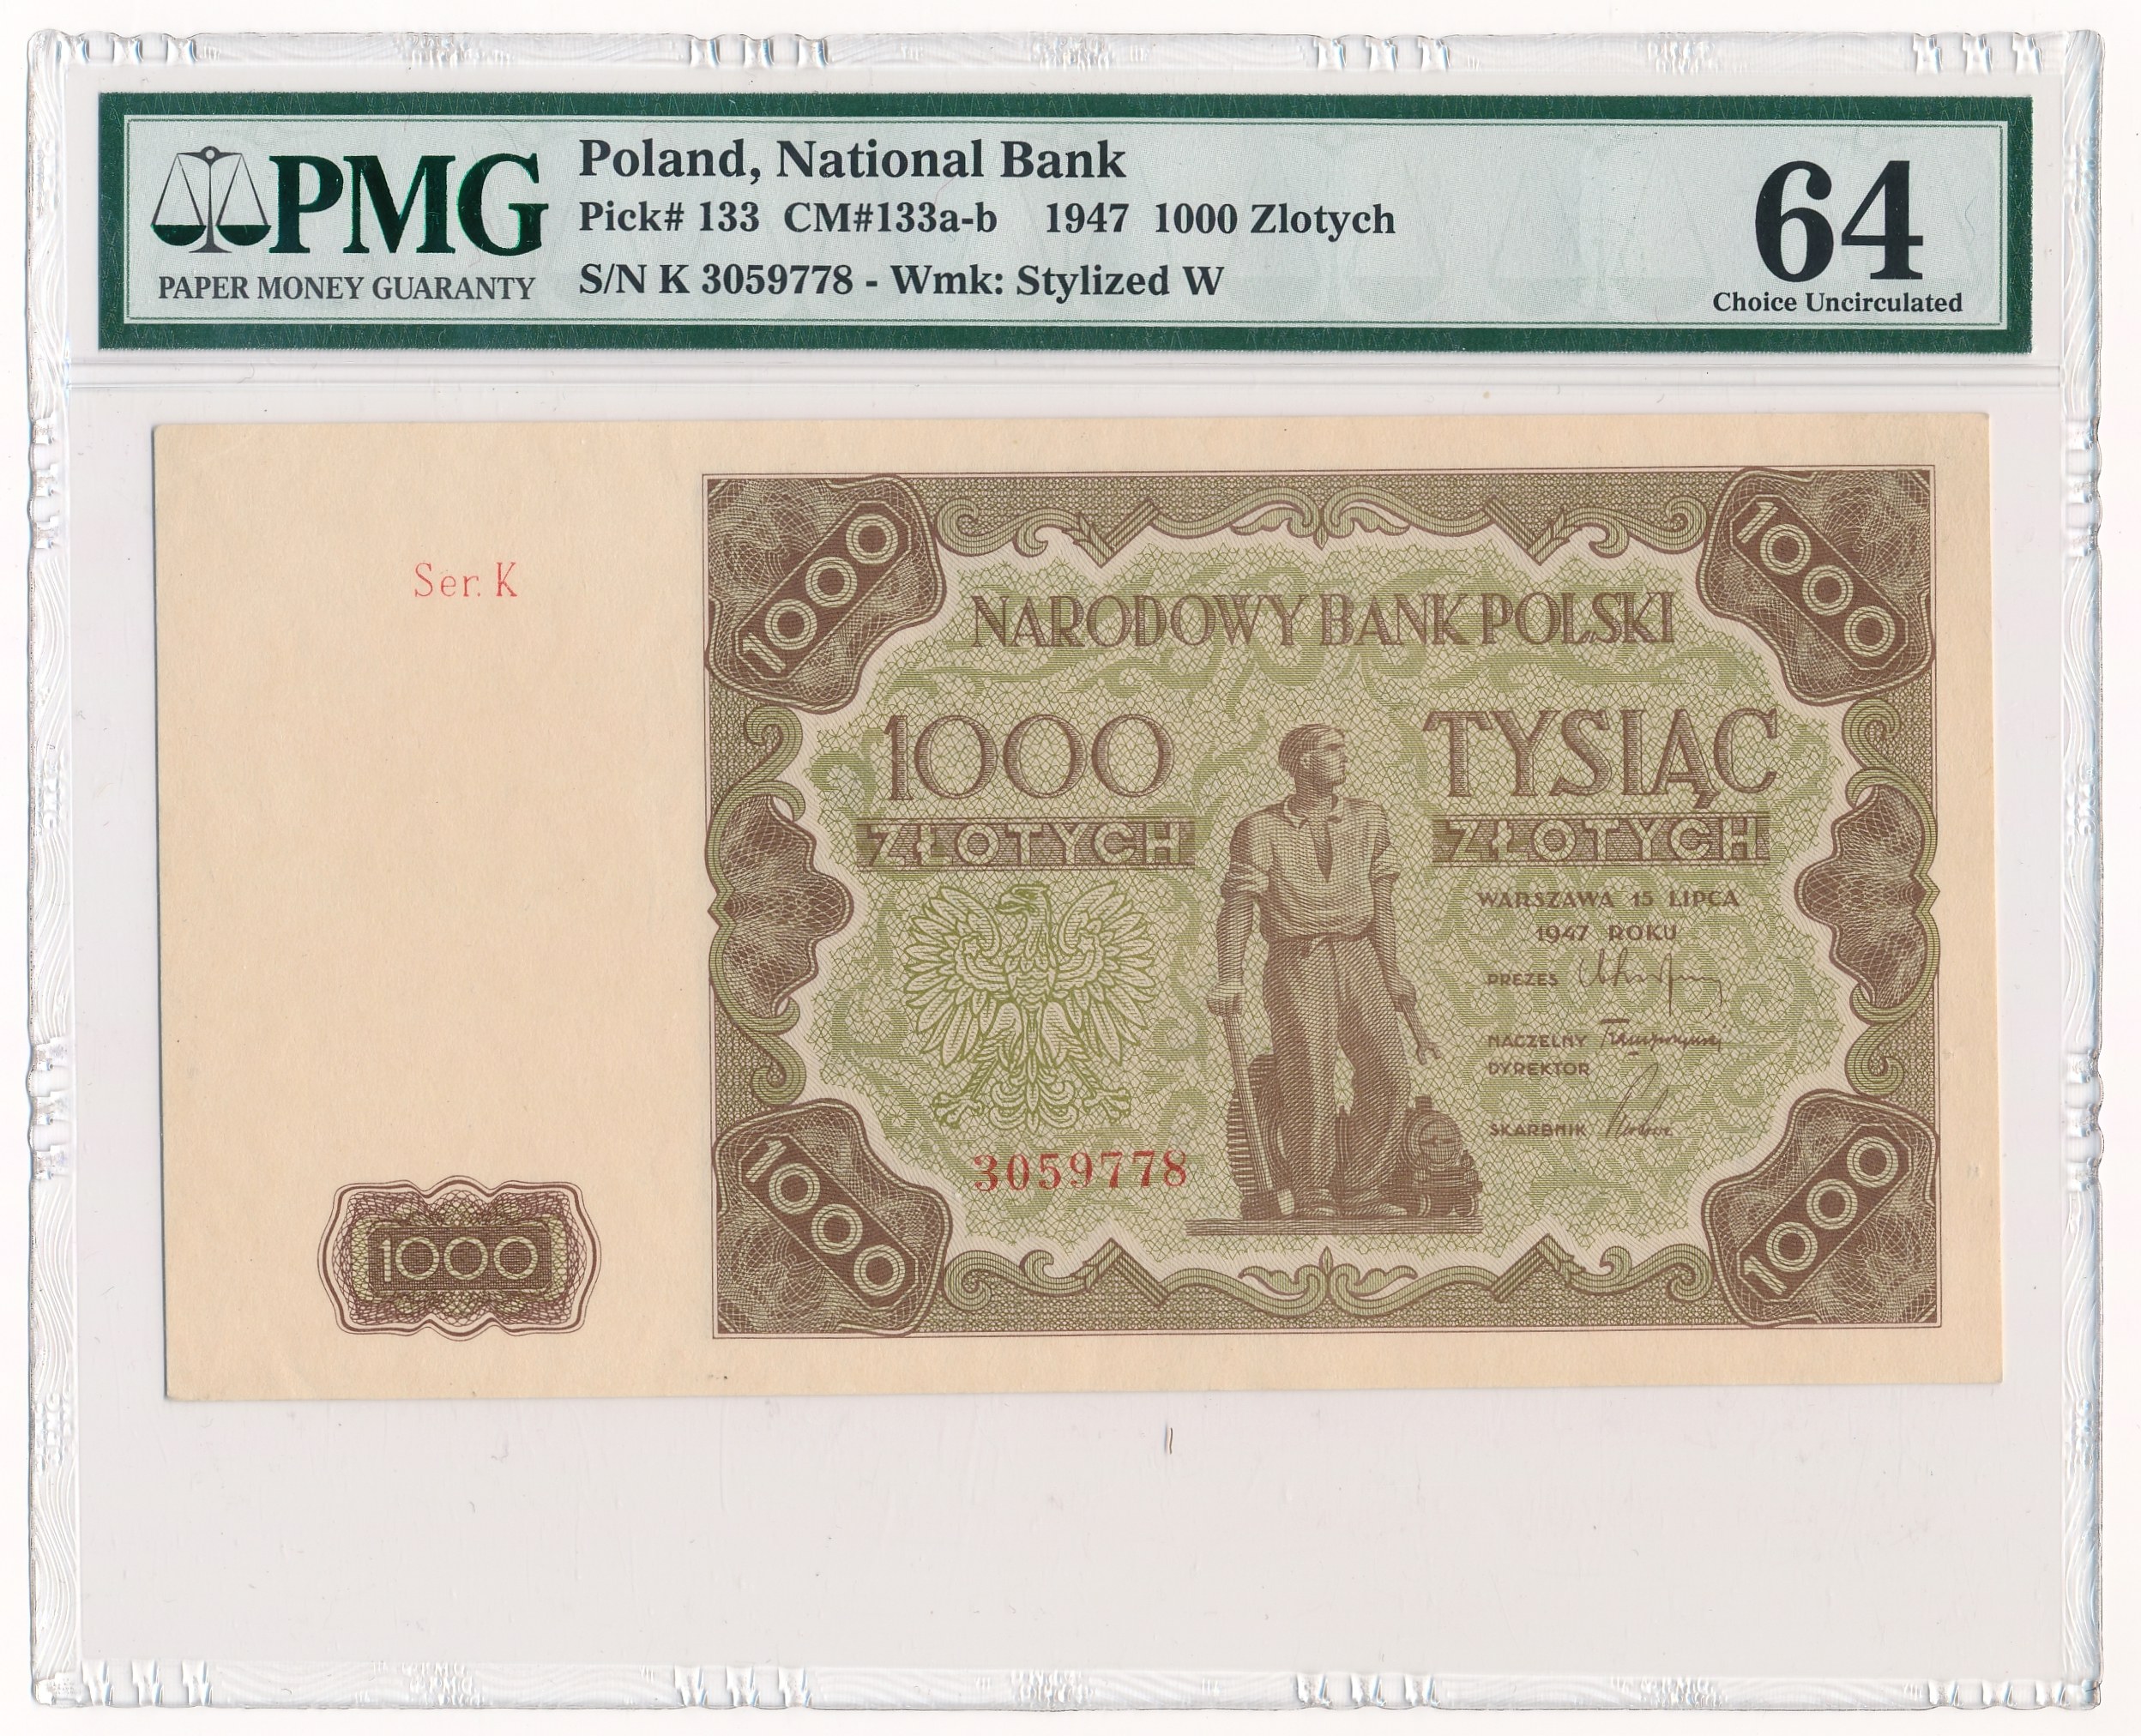 PMG
PAPER MONEY GUARANTY
Poland, National Bank
Pick# 133 CM#133a-b 1947 1000 Zlotych
S/N K 3059778 - Wmk: Stylized W
64
Choice Uncirculated
Ser. K
1000
1000
NARODOWY BANK POLSKI
1000 TYSIĄC
ZŁOTYCH ZŁOTYCH
WARSZAWA 15 LIPCA
1947 ROKU
PREZES
NACZELNY
DYREKTOR
SKARBNIK
3059778
1000
1000
1000